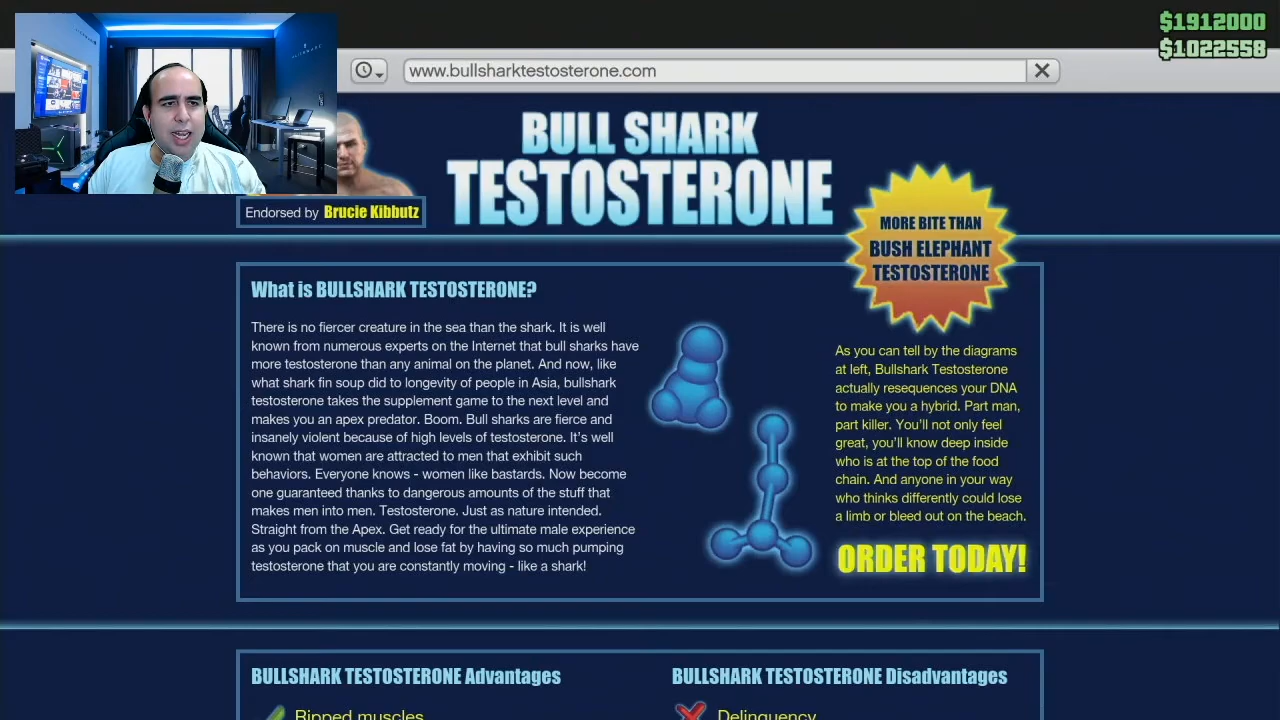 $1912000
$1022558
www.bullsharktestosterone.com
BULL SHARK
TESTOSTERONE
Endorsed by Brucie Kibbutz
MORE BITE THAN
BUSH ELEPHANT
TESTOSTERONE
What is BULLSHARK TESTOSTERONE?
There is no fiercer creature in the sea than the shark. It is well
known from numerous experts on the Internet that bull sharks have
more testosterone than any animal on the planet. And now, like
what shark fin soup did to longevity of people in Asia, bullshark
testosterone takes the supplement game to the next level and
makes you an apex predator. Boom. Bull sharks are fierce and
insanely violent because of high levels of testosterone. It's well
known that women are attracted to men that exhibit such
behaviors. Everyone knows - women like bastards. Now become
one guaranteed thanks to dangerous amounts of the stuff that
makes men into men. Testosterone. Just as nature intended.
Straight from the Apex. Get ready for the ultimate male experience
as you pack on muscle and lose fat by having so much pumping
testosterone that you are constantly moving - like a shark!
As you can tell by the diagrams
at left, Bullshark Testosterone
actually resequences your DNA
to make you a hybrid. Part man,
part killer. You'll not only feel
great, you'll know deep inside
who is at the top of the food
chain. And anyone in your way
who thinks differently could lose
a limb or bleed out on the beach.
ORDER TODAY!
BULLSHARK TESTOSTERONE Advantages
Ripped muscles
BULLSHARK TESTOSTERONE Disadvantages
Delinquency